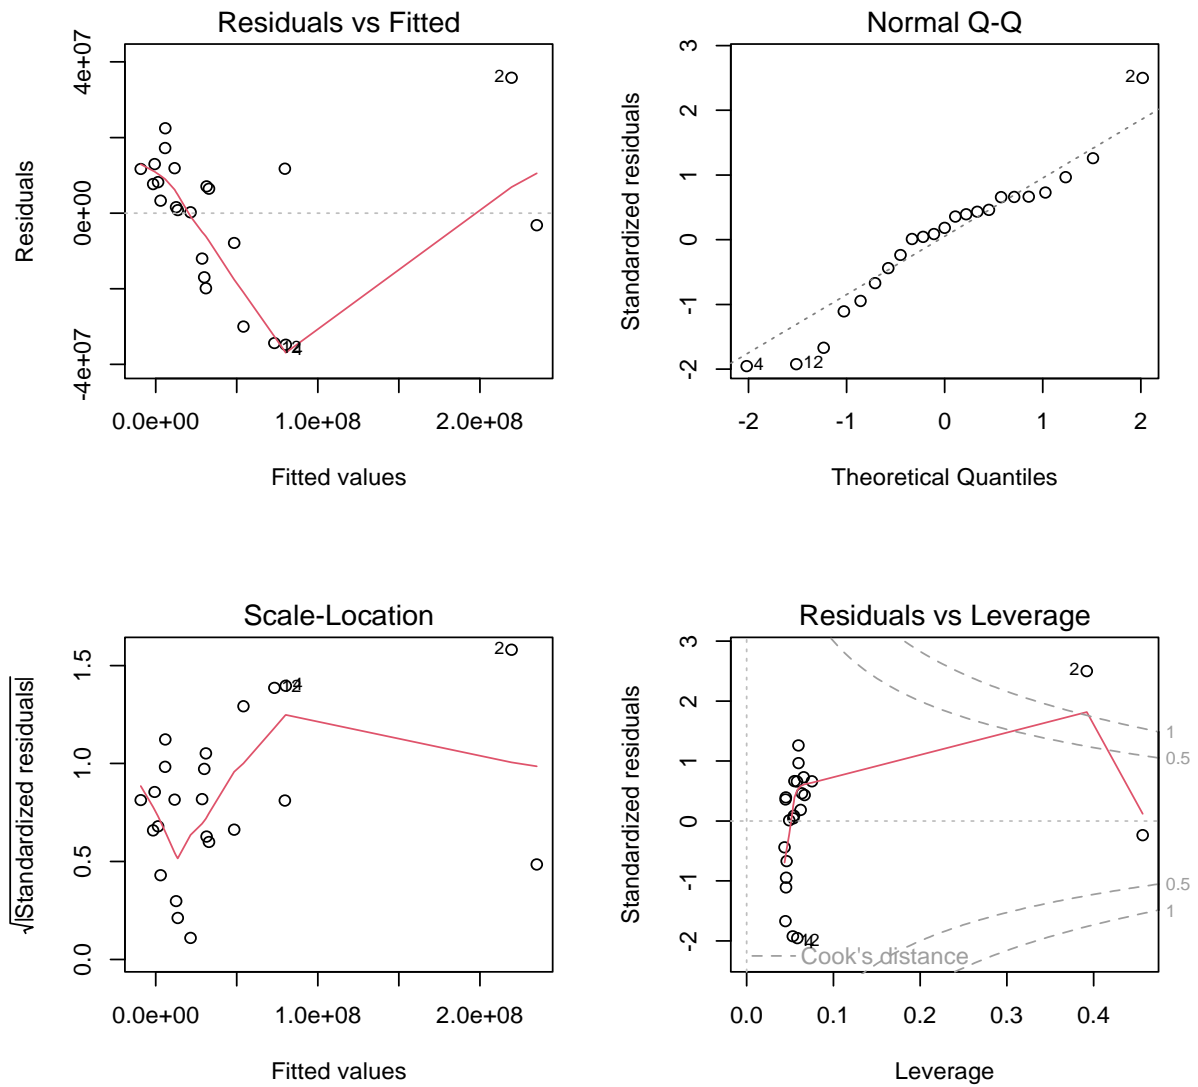 Residuals vs Fitted
Residuals
4e+07
0e+00
-4e+07
2
12
4
0.0e+00 1.0e+08 2.0e+08
Fitted values
Normal Q-Q
Standardized residuals
3
2
1
0
-1
-2
2
4
12
-2 -1 0 1 2
Theoretical Quantiles
Scale-Location
√|Standardized residuals|
1.5
1.0
0.5
0.0
2
12
4
0.0e+00 1.0e+08 2.0e+08
Fitted values
Residuals vs Leverage
Standardized residuals
3
2
1
0
-1
-2
2
12
4
1
0.5
0.5
1
Cook's distance
0.0 0.1 0.2 0.3 0.4
Leverage